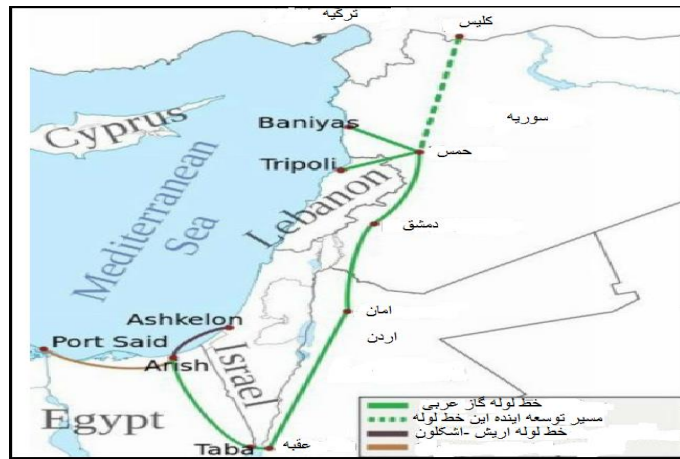 ترکیه
کلیس
Cyprus
سوریه
Baniyas
حمس
Tripoli
Lebanon
Mediterranean
Sea
دمشق
امان
اردن
Ashkelon
Port Said
Arish
Israel
Egypt
Taba
عقبه
خط لوله گاز عربی
مسیر توسعه اینده این خط لوله
خط لوله اریش -اشکلون